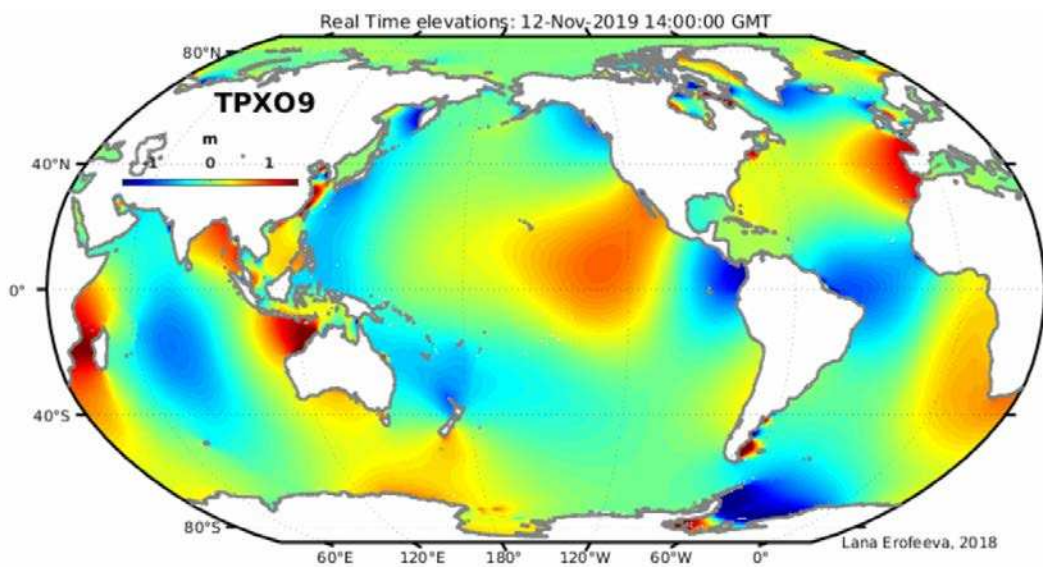 Real Time elevations: 12-Nov-2019 14:00:00 GMT
80°N
TPXO9
m
-1 0 1
40°N
0°
40°S
80°S
Lana Erofeeva, 2018
60°E 120°E 180° 120°W 60°W 0°